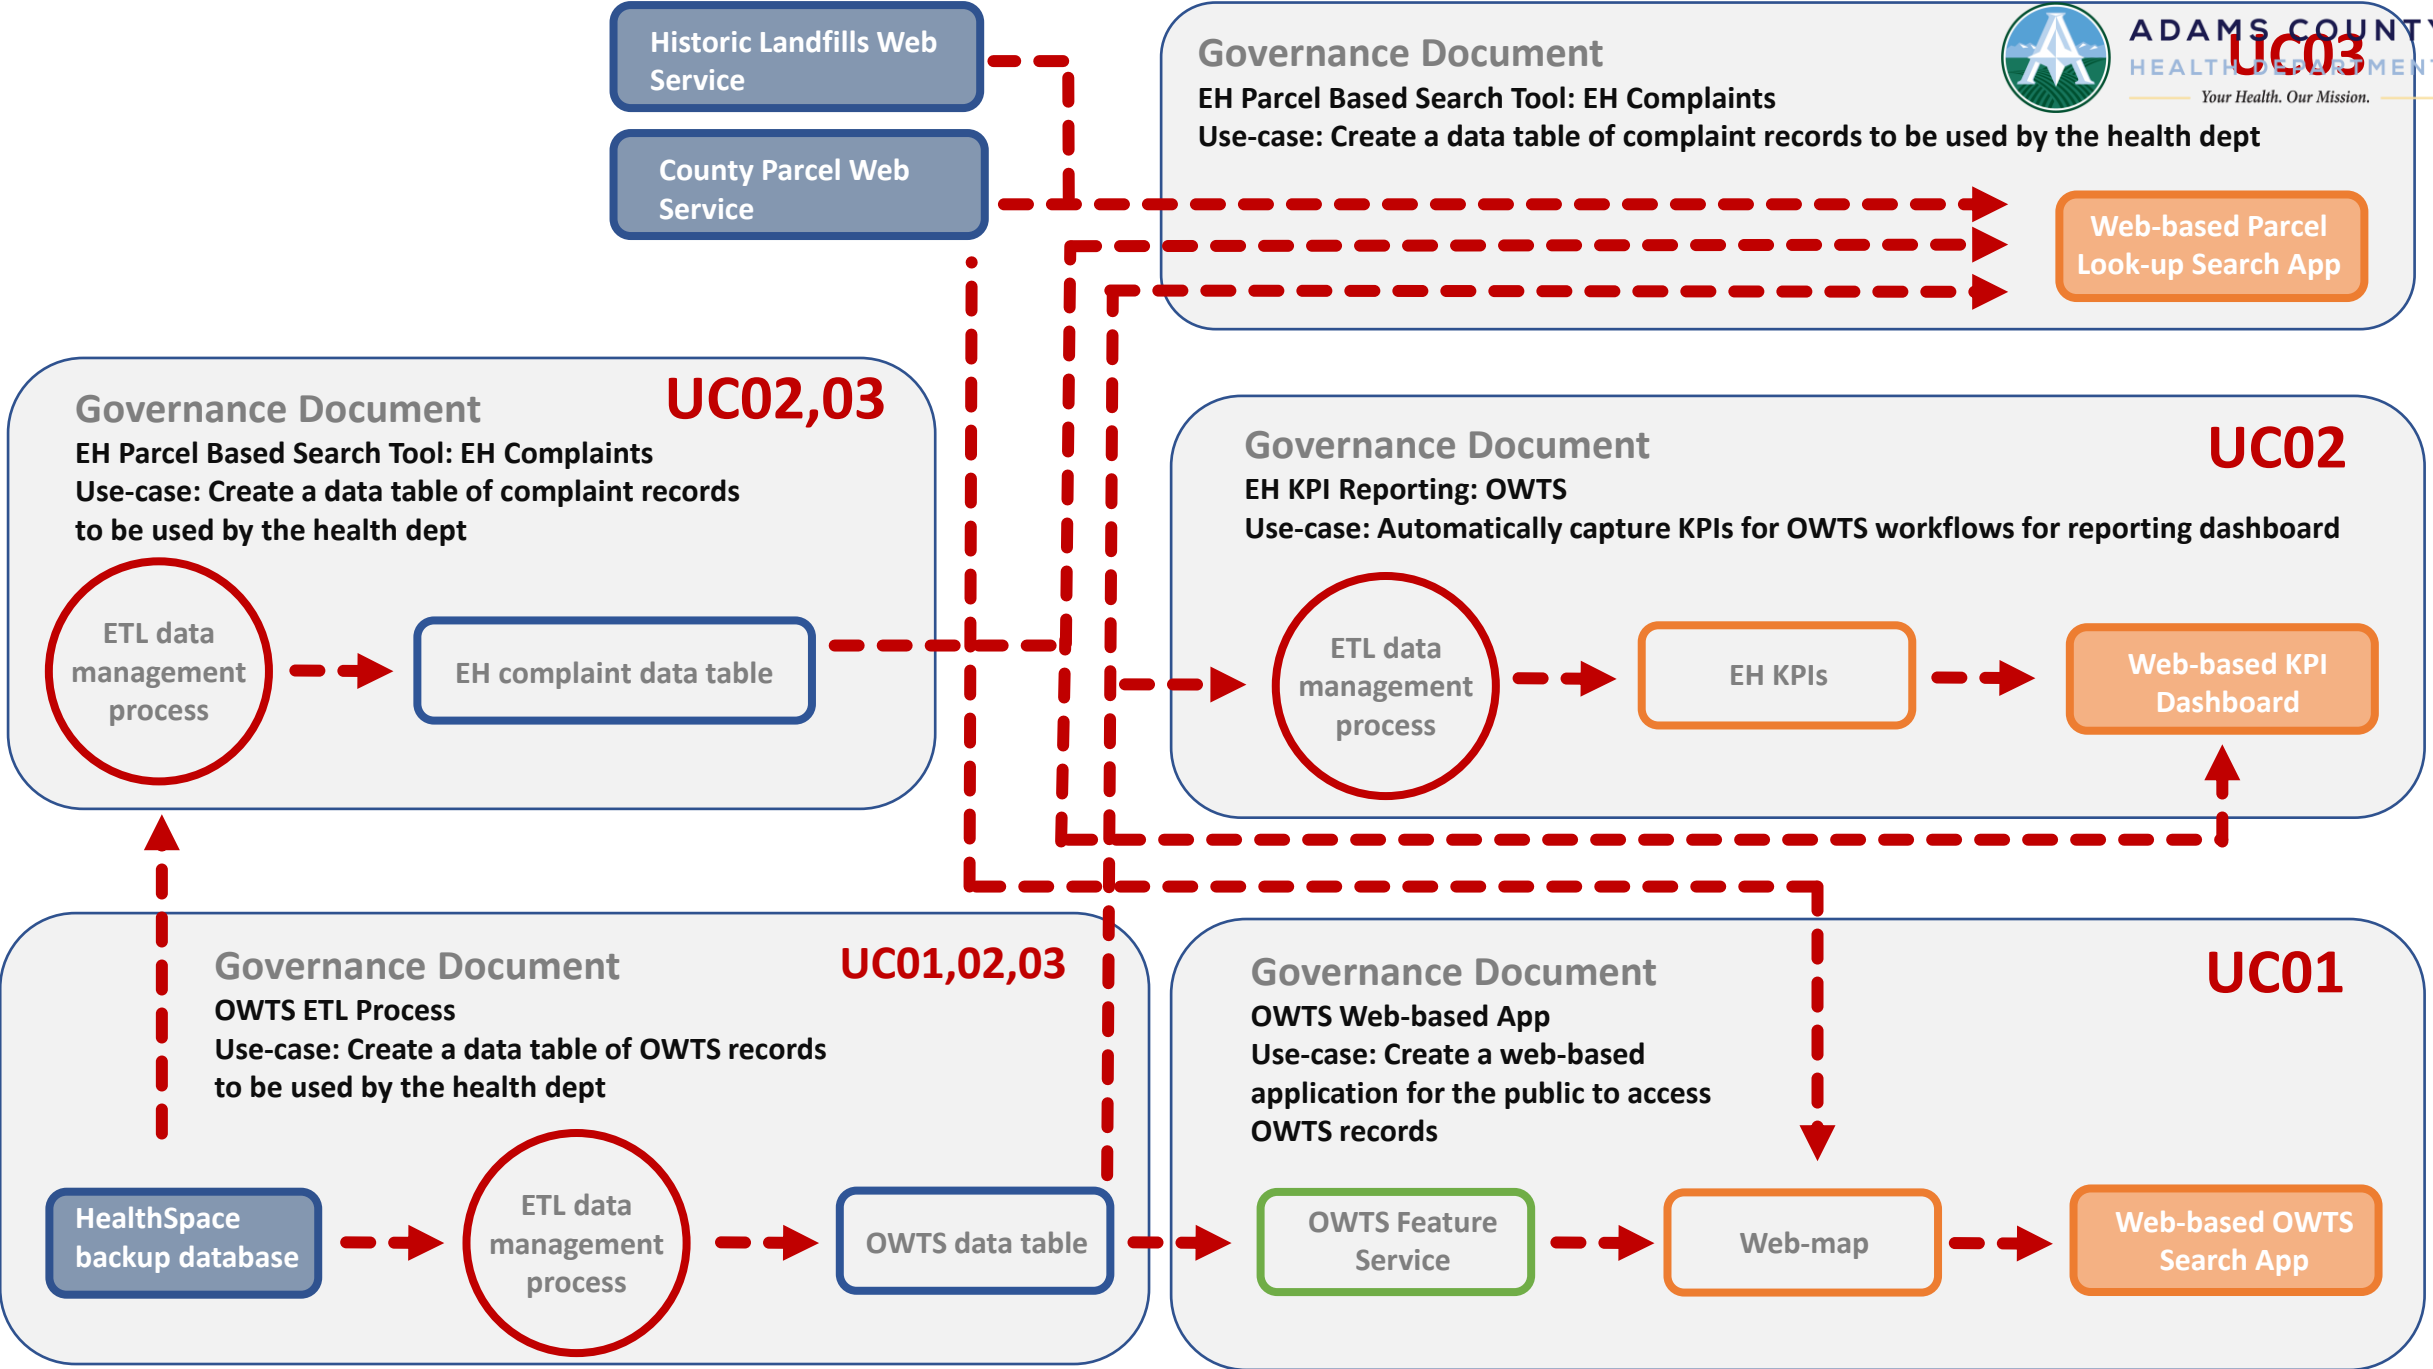 Historic Landfills Web
Service
County Parcel Web
Service
Governance Document
UC03
ADAMS COUNTY
HEALTH DEPARTMENT
Your Health. Our Mission.
EH Parcel Based Search Tool: EH Complaints
Use-case: Create a data table of complaint records to be used by the health dept
Web-based Parcel
Look-up Search App
Governance Document
UC02,03
EH Parcel Based Search Tool: EH Complaints
Use-case: Create a data table of complaint records
to be used by the health dept
ETL data
management
process
EH complaint data table
Governance Document
UC02
EH KPI Reporting: OWTS
Use-case: Automatically capture KPIs for OWTS workflows for reporting dashboard
ETL data
management
process
EH KPIs
Web-based KPI
Dashboard
Governance Document
UC01,02,03
OWTS ETL Process
Use-case: Create a data table of OWTS records
to be used by the health dept
HealthSpace
backup database
ETL data
management
process
OWTS data table
Governance Document
UC01
OWTS Web-based App
Use-case: Create a web-based
application for the public to access
OWTS records
OWTS Feature
Service
Web-map
Web-based OWTS
Search App